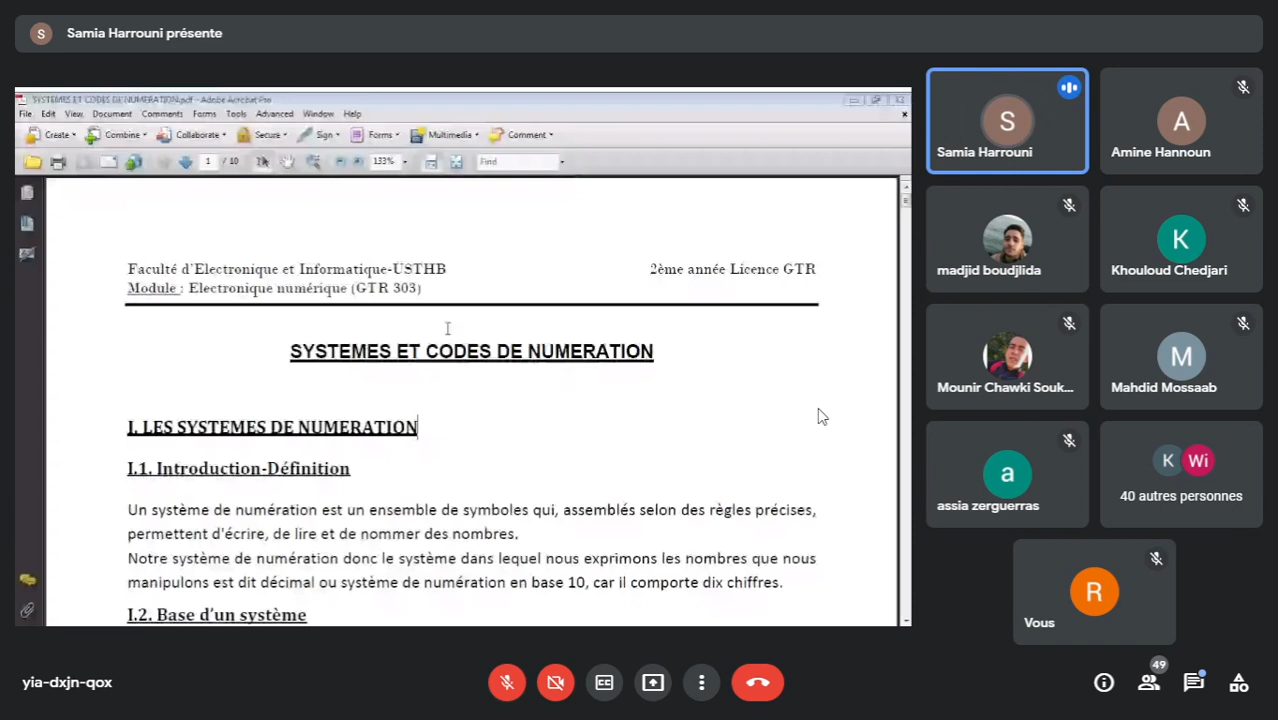 S Samia Harrouni présente
SYSTEMES ET CODES DE NUMERATION.pdf - Adobe Acrobat Pro
File Edit View Document Comments Forms Tools Advanced Window Help
Create Combine Collaborate Secure Sign Forms Multimedia Comment
1 / 10 133% Find
Faculté d'Electronique et Informatique-USTHB 2ème année Licence GTR
Module : Electronique numérique (GTR 303)
SYSTEMES ET CODES DE NUMERATION
I. LES SYSTEMES DE NUMERATION
I.1. Introduction-Définition
Un système de numération est un ensemble de symboles qui, assemblés selon des règles précises,
permettent d'écrire, de lire et de nommer des nombres.
Notre système de numération donc le système dans lequel nous exprimons les nombres que nous
manipulons est dit décimal ou système de numération en base 10, car il comporte dix chiffres.
I.2. Base d'un système
S
Samia Harrouni
A
Amine Hannoun
madjid boudjlida
K
Khouloud Chedjari
Mounir Chawki Souk...
M
Mahdid Mossaab
a
assia zerguerras
K Wi
40 autres personnes
R
Vous
yia-dxjn-qox
CC
49